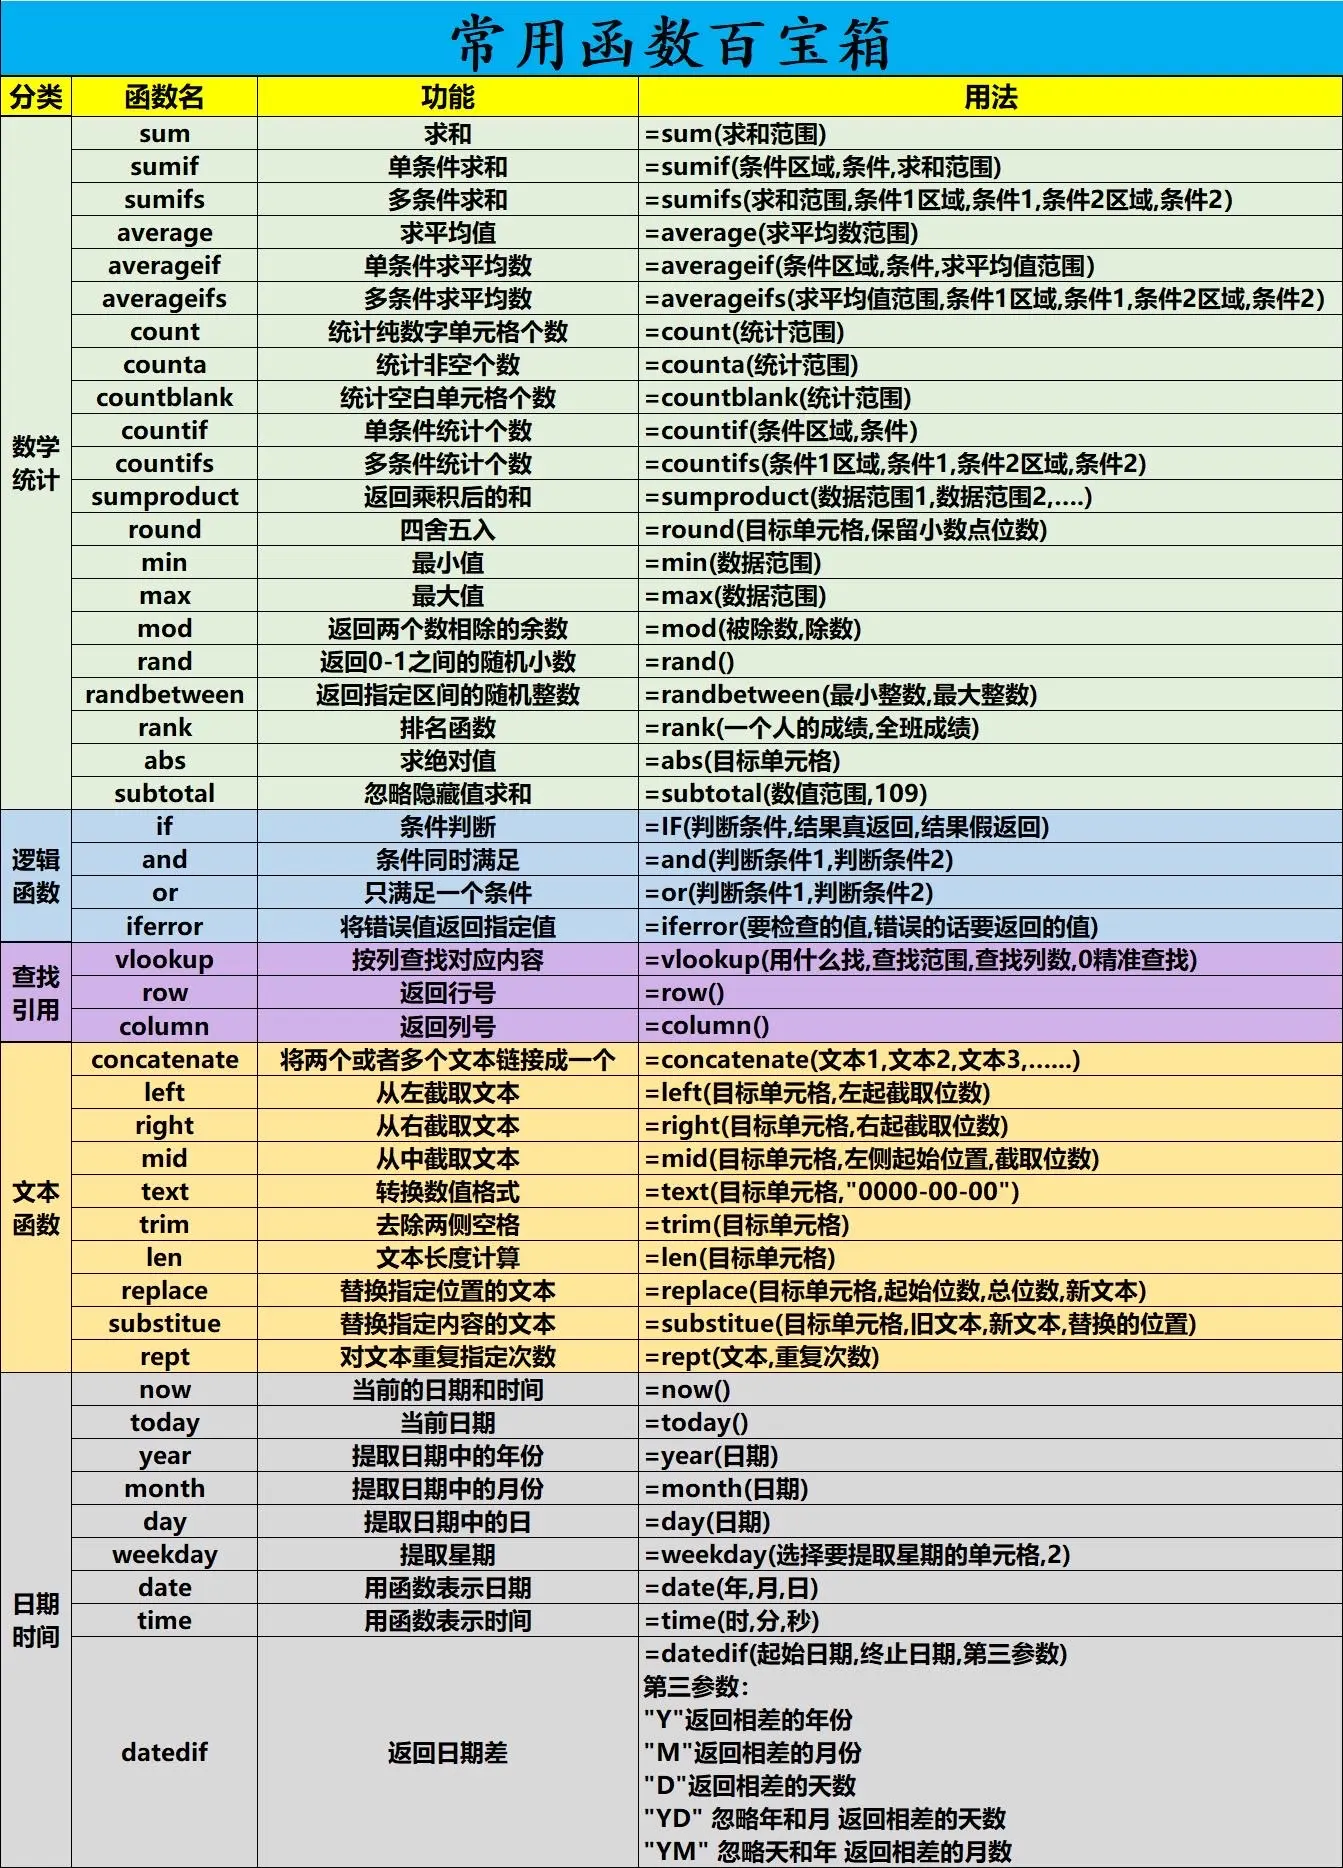 常用函数百宝箱
分类 函数名 功能 用法
数学统计
sum 求和 =sum(求和范围)
sumif 单条件求和 =sumif(条件区域,条件,求和范围)
sumifs 多条件求和 =sumifs(求和范围,条件1区域,条件1,条件2区域,条件2）
average 求平均值 =average(求平均数范围)
averageif 单条件求平均数 =averageif(条件区域,条件,求平均值范围）
averageifs 多条件求平均数 =averageifs(求平均值范围,条件1区域,条件1,条件2区域,条件2）
count 统计纯数字单元格个数 =count(统计范围)
counta 统计非空个数 =counta(统计范围)
countblank 统计空白单元格个数 =countblank(统计范围)
countif 单条件统计个数 =countif(条件区域,条件）
countifs 多条件统计个数 =countifs(条件1区域,条件1,条件2区域,条件2)
sumproduct 返回乘积后的和 =sumproduct(数据范围1,数据范围2,....)
round 四舍五入 =round(目标单元格,保留小数点位数)
min 最小值 =min(数据范围)
max 最大值 =max(数据范围)
mod 返回两个数相除的余数 =mod(被除数,除数)
rand 返回0-1之间的随机小数 =rand()
randbetween 返回指定区间的随机整数 =randbetween(最小整数,最大整数)
rank 排名函数 =rank(一个人的成绩,全班成绩)
abs 求绝对值 =abs(目标单元格)
subtotal 忽略隐藏值求和 =subtotal(数值范围,109)
逻辑函数
if 条件判断 =IF(判断条件,结果真返回,结果假返回)
and 条件同时满足 =and(判断条件1,判断条件2)
or 只满足一个条件 =or(判断条件1,判断条件2)
iferror 将错误值返回指定值 =iferror(要检查的值,错误的话要返回的值)
查找引用
vlookup 按列查找对应内容 =vlookup(用什么找,查找范围,查找列数,0精准查找)
row 返回行号 =row()
column 返回列号 =column()
文本函数
concatenate 将两个或者多个文本链接成一个 =concatenate(文本1,文本2,文本3,......)
left 从左截取文本 =left(目标单元格,左起截取位数)
right 从右截取文本 =right(目标单元格,右起截取位数)
mid 从中截取文本 =mid(目标单元格,左侧起始位置,截取位数)
text 转换数值格式 =text(目标单元格,"0000-00-00")
trim 去除两侧空格 =trim(目标单元格)
len 文本长度计算 =len(目标单元格)
replace 替换指定位置的文本 =replace(目标单元格,起始位数,总位数,新文本)
substitue 替换指定内容的文本 =substitue(目标单元格,旧文本,新文本,替换的位置)
rept 对文本重复指定次数 =rept(文本,重复次数)
日期时间
now 当前的日期和时间 =now()
today 当前日期 =today()
year 提取日期中的年份 =year(日期)
month 提取日期中的月份 =month(日期)
day 提取日期中的日 =day(日期)
weekday 提取星期 =weekday(选择要提取星期的单元格,2)
date 用函数表示日期 =date(年,月,日)
time 用函数表示时间 =time(时,分,秒)
datedif 返回日期差 =datedif(起始日期,终止日期,第三参数)
第三参数：
"Y"返回相差的年份
"M"返回相差的月份
"D"返回相差的天数
"YD" 忽略年和月 返回相差的天数
"YM" 忽略天和年 返回相差的月数